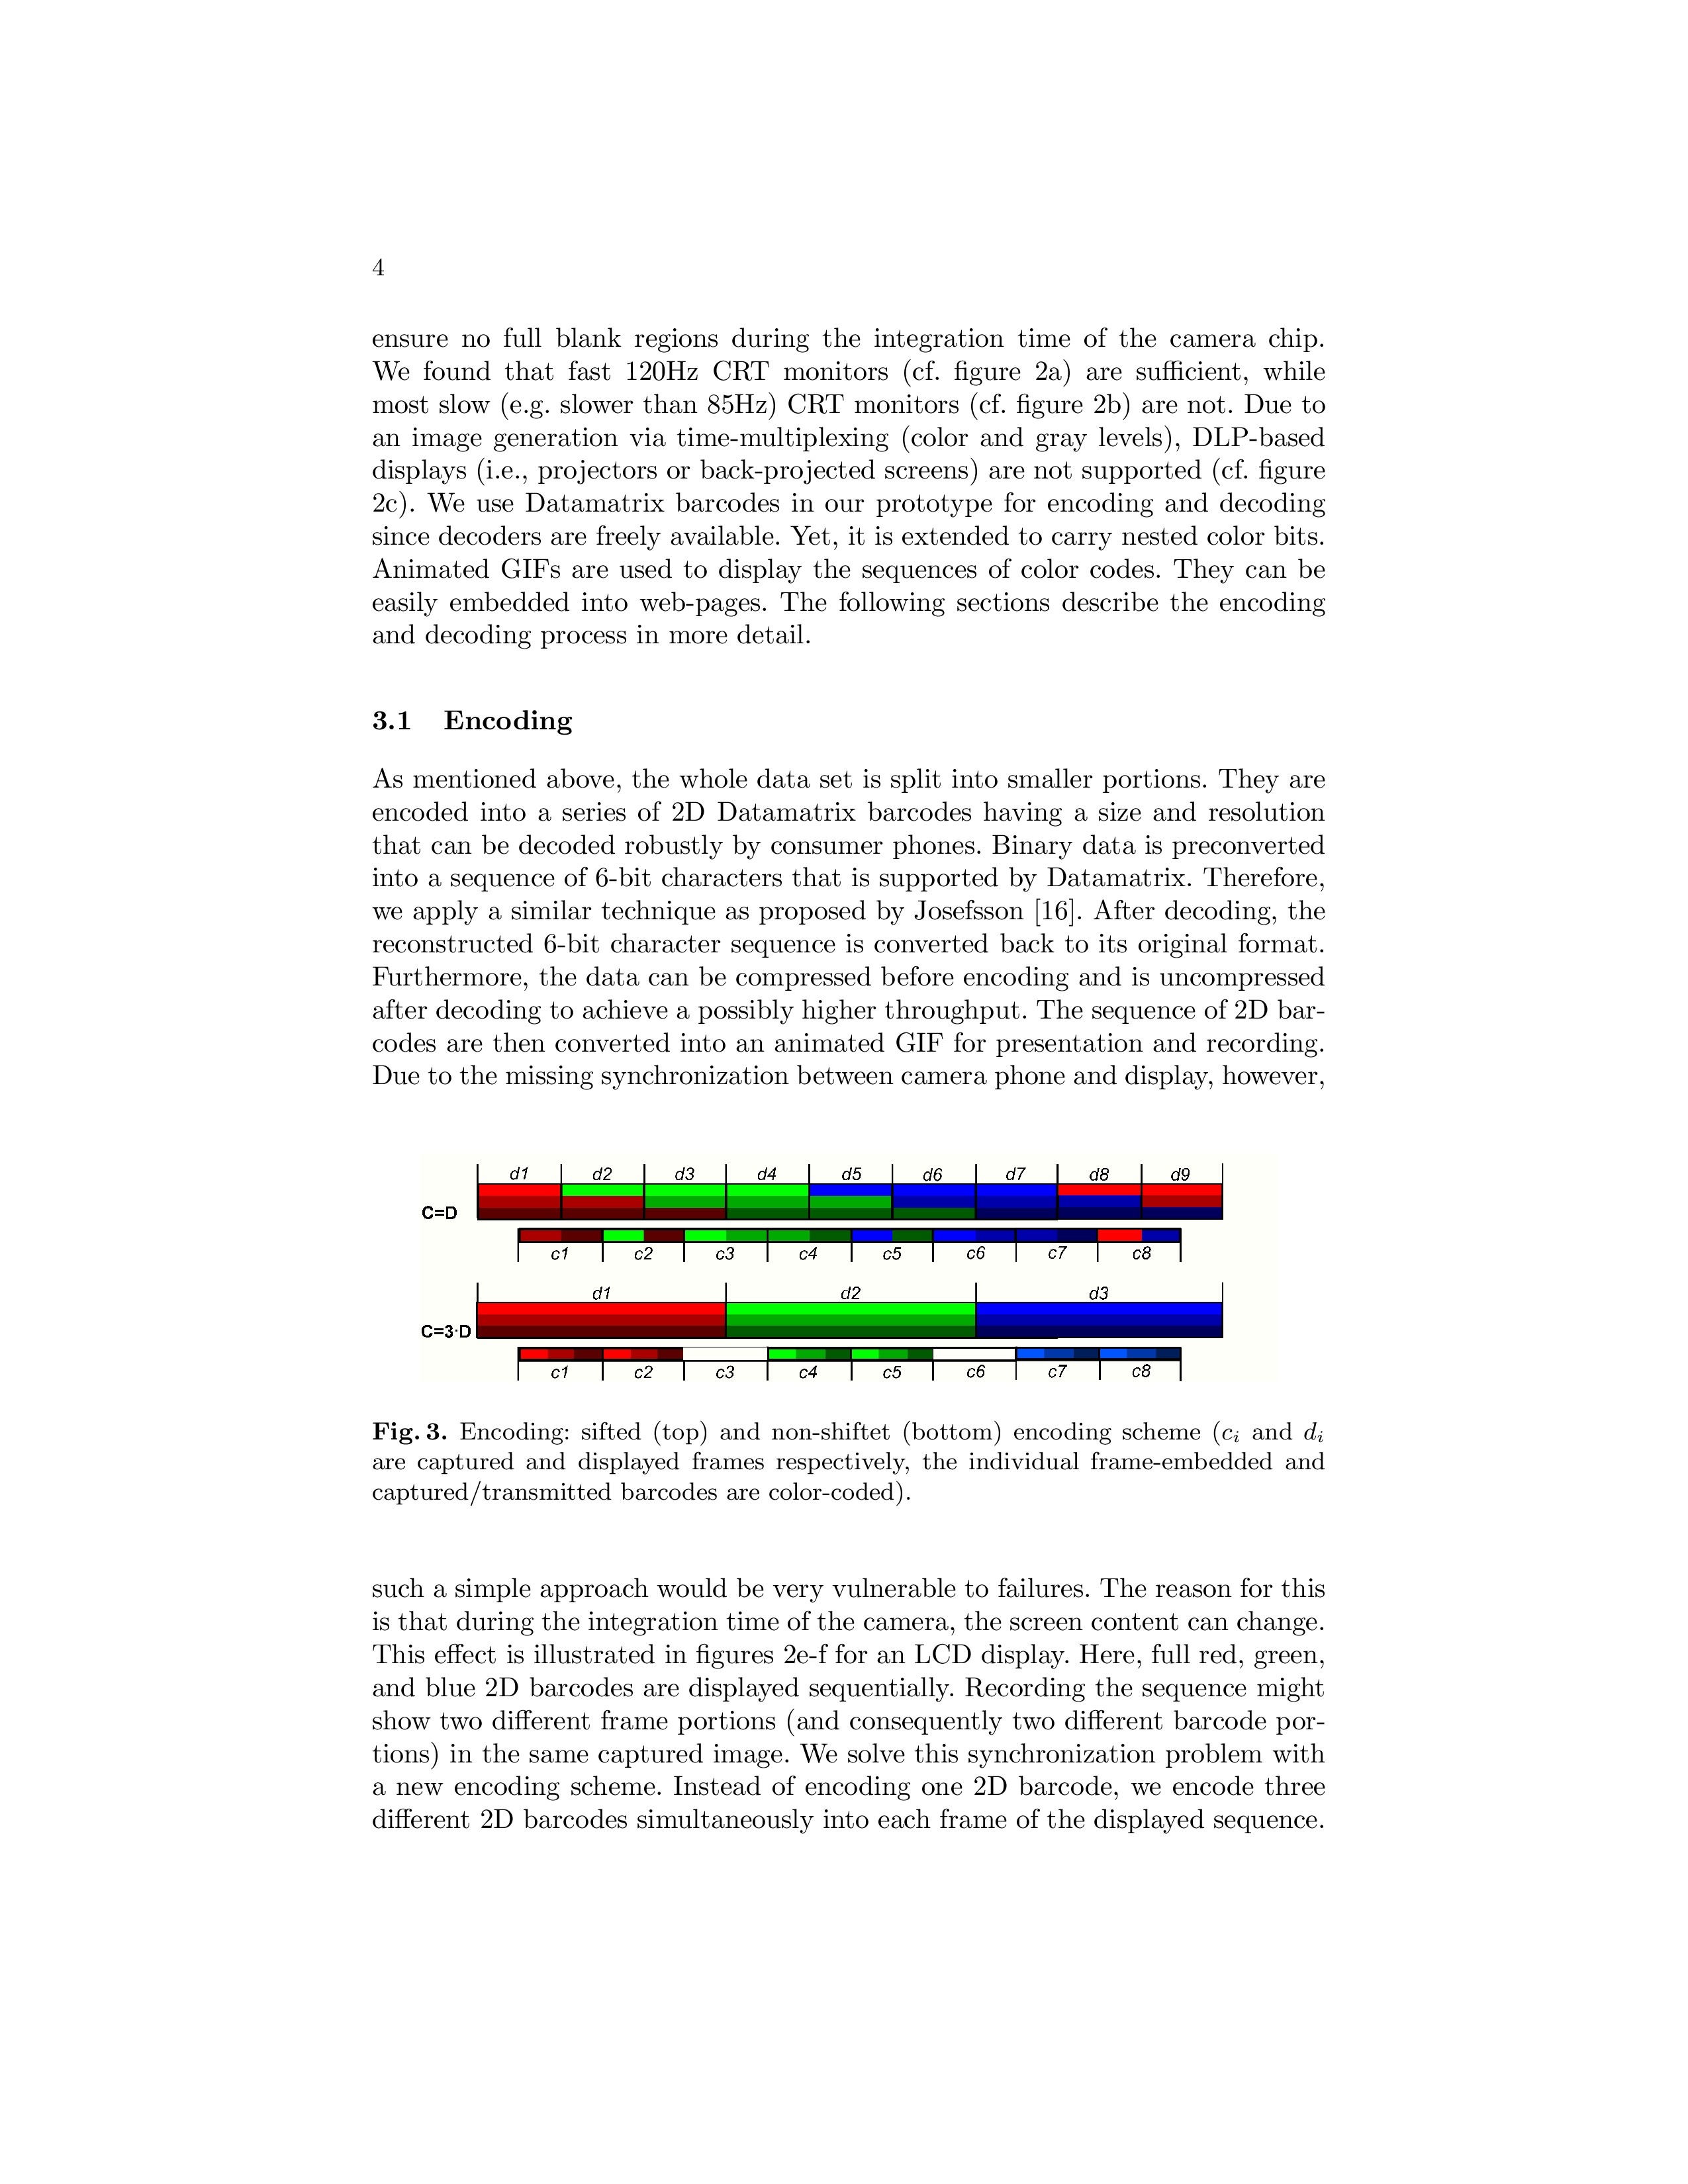 4
ensure no full blank regions during the integration time of the camera chip.
We found that fast 120Hz CRT monitors (cf. figure 2a) are sufficient, while
most slow (e.g. slower than 85Hz) CRT monitors (cf. figure 2b) are not. Due to
an image generation via time-multiplexing (color and gray levels), DLP-based
displays (i.e., projectors or back-projected screens) are not supported (cf. figure
2c). We use Datamatrix barcodes in our prototype for encoding and decoding
since decoders are freely available. Yet, it is extended to carry nested color bits.
Animated GIFs are used to display the sequences of color codes. They can be
easily embedded into web-pages. The following sections describe the encoding
and decoding process in more detail.
3.1 Encoding
As mentioned above, the whole data set is split into smaller portions. They are
encoded into a series of 2D Datamatrix barcodes having a size and resolution
that can be decoded robustly by consumer phones. Binary data is preconverted
into a sequence of 6-bit characters that is supported by Datamatrix. Therefore,
we apply a similar technique as proposed by Josefsson [16]. After decoding, the
reconstructed 6-bit character sequence is converted back to its original format.
Furthermore, the data can be compressed before encoding and is uncompressed
after decoding to achieve a possibly higher throughput. The sequence of 2D bar-
codes are then converted into an animated GIF for presentation and recording.
Due to the missing synchronization between camera phone and display, however,
d1 d2 d3 d4 d5 d6 d7 d8 d9
C=D
c1 c2 c3 c4 c5 c6 c7 c8
d1 d2 d3
C=3·D
c1 c2 c3 c4 c5 c6 c7 c8
Fig. 3. Encoding: sifted (top) and non-shiftet (bottom) encoding scheme (ci and di
are captured and displayed frames respectively, the individual frame-embedded and
captured/transmitted barcodes are color-coded).
such a simple approach would be very vulnerable to failures. The reason for this
is that during the integration time of the camera, the screen content can change.
This effect is illustrated in figures 2e-f for an LCD display. Here, full red, green,
and blue 2D barcodes are displayed sequentially. Recording the sequence might
show two different frame portions (and consequently two different barcode por-
tions) in the same captured image. We solve this synchronization problem with
a new encoding scheme. Instead of encoding one 2D barcode, we encode three
different 2D barcodes simultaneously into each frame of the displayed sequence.